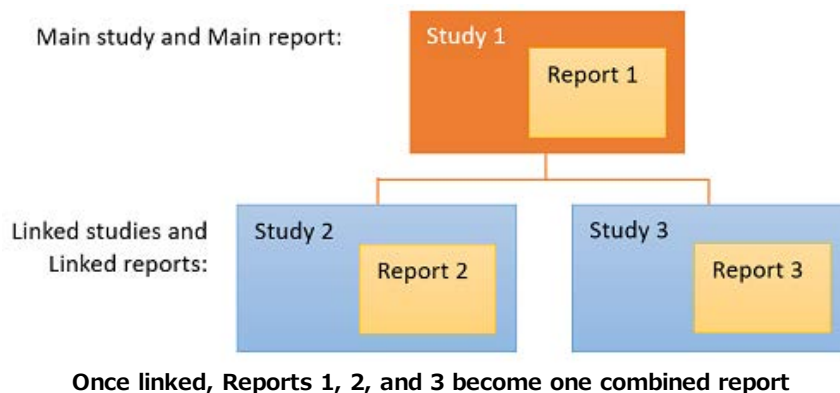 Main study and Main report:
Study 1
Report 1
Linked studies and
Linked reports:
Study 2
Report 2
Study 3
Report 3
Once linked, Reports 1, 2, and 3 become one combined report